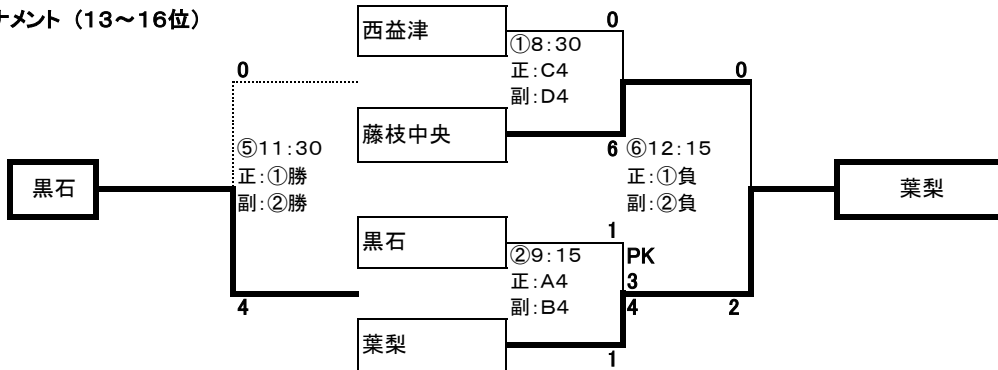 ナメント（13～16位）
西益津
0
①8：30
正：C4
副：D4
0
0
藤枝中央
6
⑤11：30
正：①勝
副：②勝
⑥12：15
正：①負
副：②負
黒石
葉梨
黒石
1
②9：15
正：A4
副：B4
PK
3
4
4
2
葉梨
1